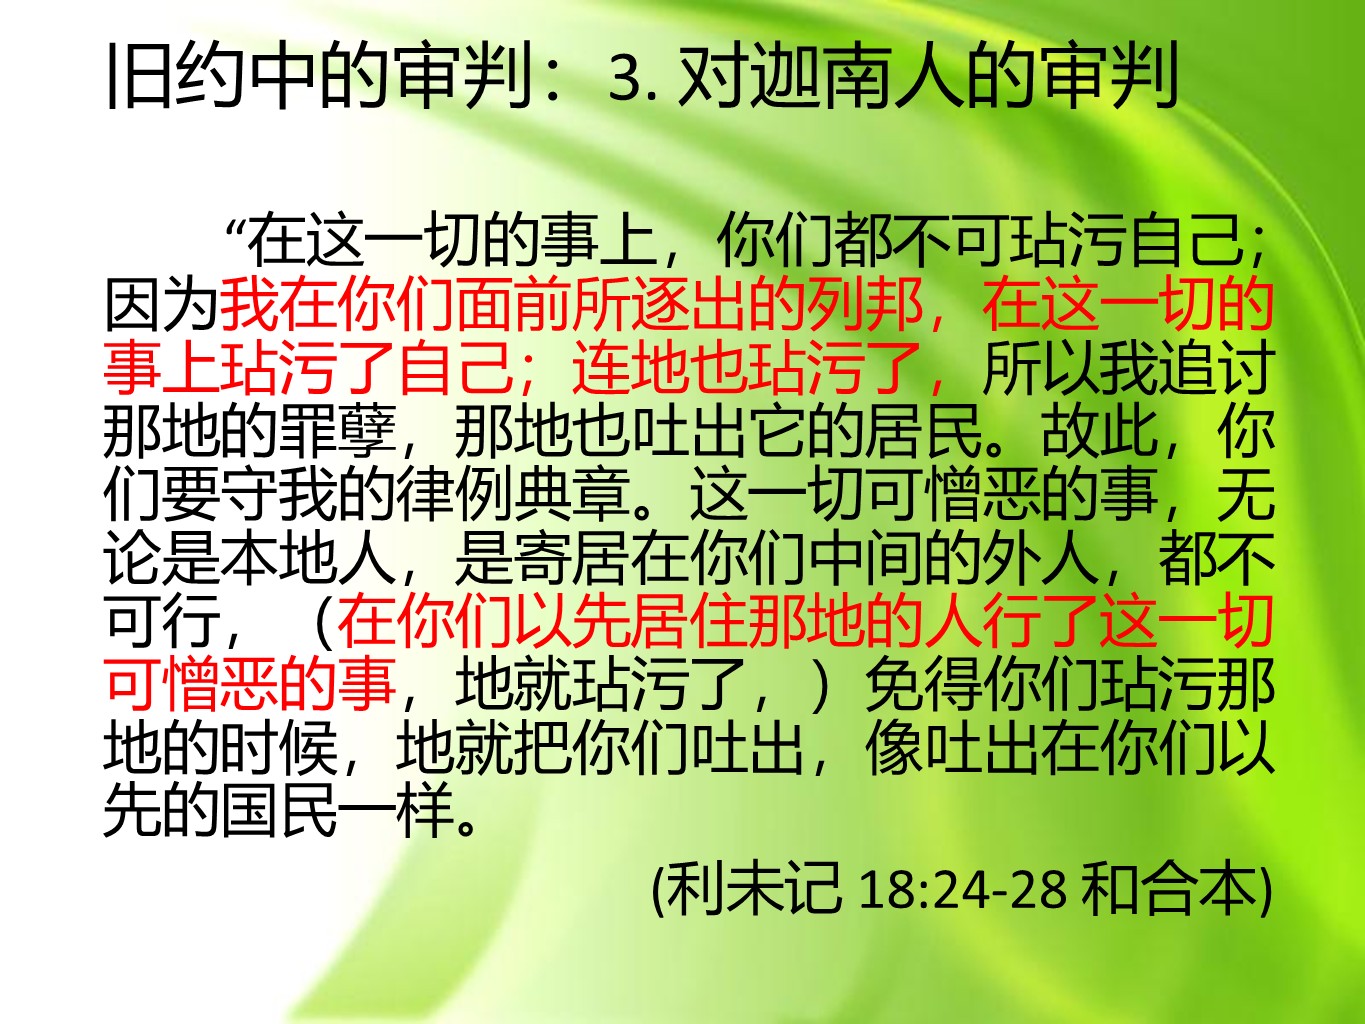 旧约中的审判：3. 对迦南人的审判
“在这一切的事上，你们都不可玷污自己；
因为我在你们面前所逐出的列邦，在这一切的
事上玷污了自己；连地也玷污了，所以我追讨
那地的罪孽，那地也吐出它的居民。故此，你
们要守我的律例典章。这一切可憎恶的事，无
论是本地人，是寄居在你们中间的外人，都不
可行，（在你们以先居住那地的人行了这一切
可憎恶的事，地就玷污了，）免得你们玷污那
地的时候，地就把你们吐出，像吐出在你们以
先的国民一样。
(利未记 18:24-28 和合本)